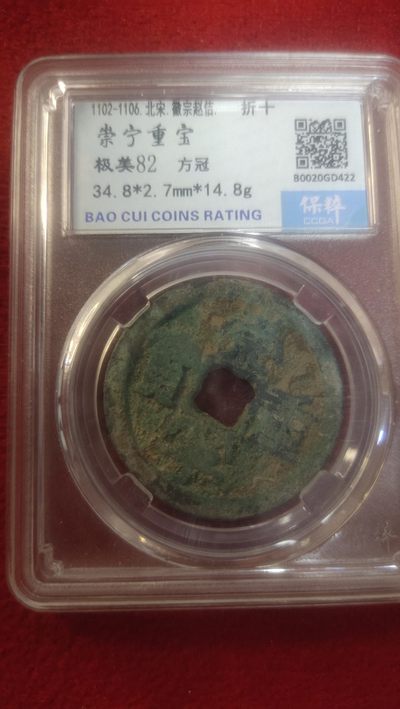 1102-1106.北宋.徽宗赵佶. 折十
崇宁重宝
极美82 方冠
34.8*2.7mm*14.8g
B0020GD422
BAO CUI COINS RATING
保粹
CCGA